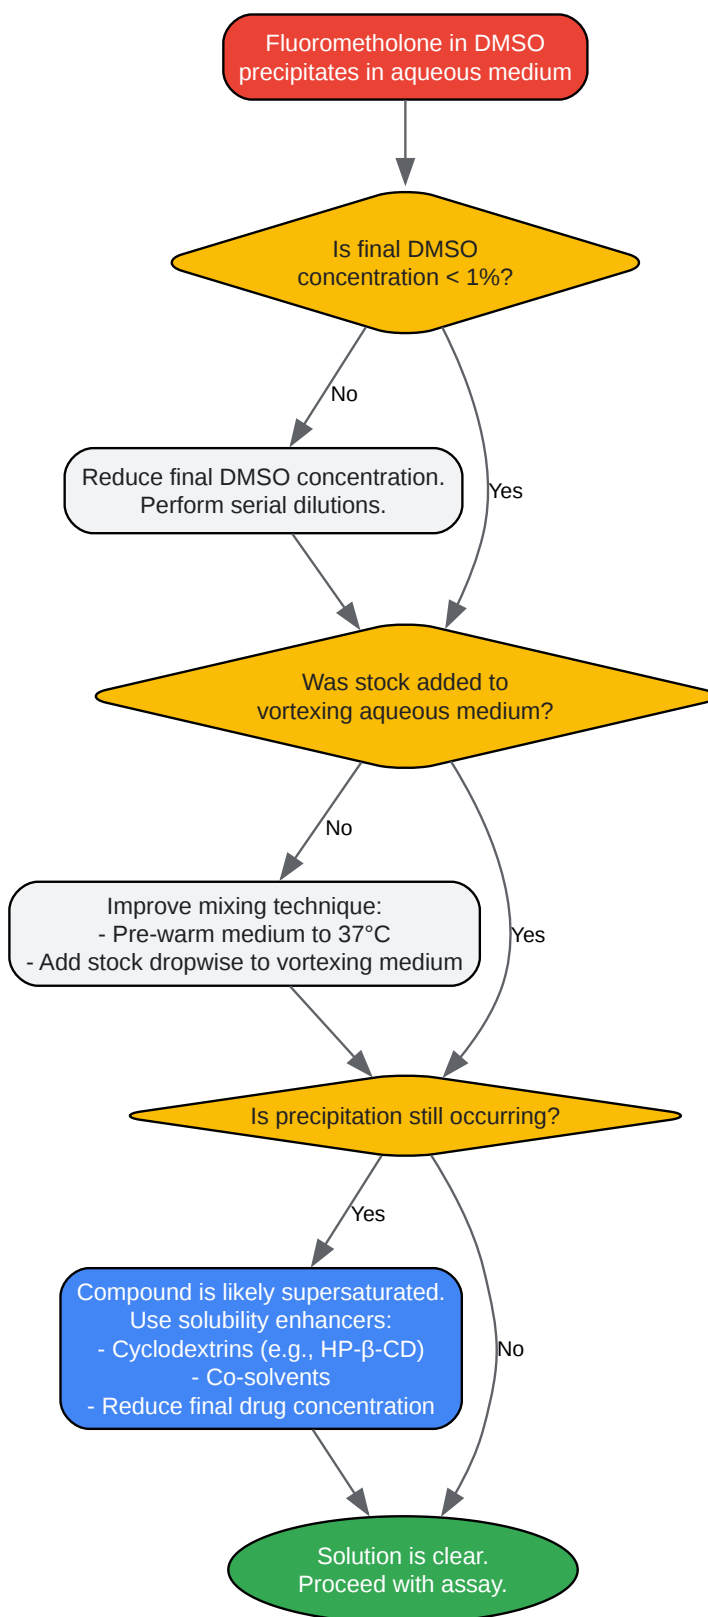 Fluorometholone in DMSO
precipitates in aqueous medium
Is final DMSO
concentration < 1%?
No
Yes
Reduce final DMSO concentration.
Perform serial dilutions.
Was stock added to
vortexing aqueous medium?
No
Yes
Improve mixing technique:
- Pre-warm medium to 37°C
- Add stock dropwise to vortexing medium
Is precipitation still occurring?
Yes
No
Compound is likely supersaturated.
Use solubility enhancers:
- Cyclodextrins (e.g., HP-β-CD)
- Co-solvents
- Reduce final drug concentration
Solution is clear.
Proceed with assay.